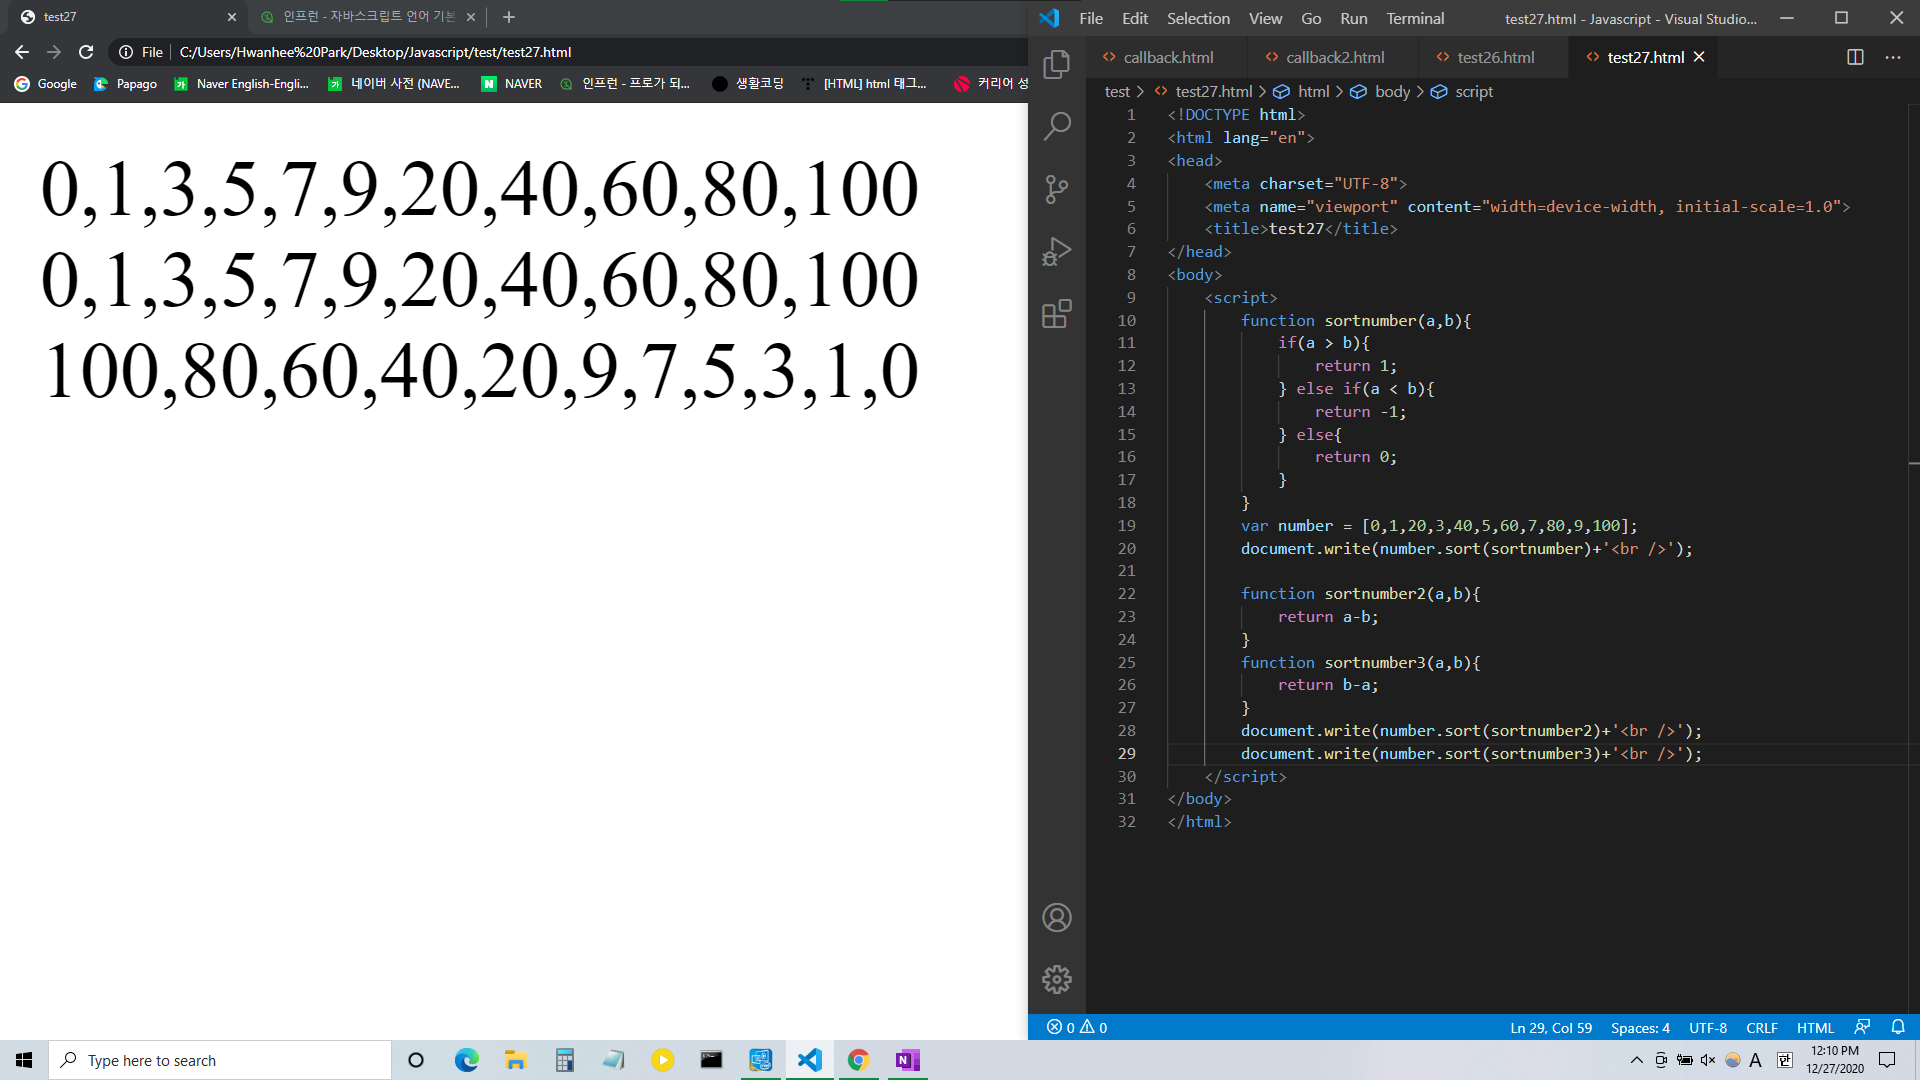 test27
인프런 - 자바스크립트 언어 기본
File C:/Users/Hwanhee%20Park/Desktop/Javascript/test/test27.html
Google Papago Naver English-Engli... 네이버 사전 (NAVE... NAVER 인프런 - 프로가 되... 생활코딩 [HTML] html 태그... 커리어 성
0,1,3,5,7,9,20,40,60,80,100
0,1,3,5,7,9,20,40,60,80,100
100,80,60,40,20,9,7,5,3,1,0
File Edit Selection View Go Run Terminal test27.html - Javascript - Visual Studio...
callback.html callback2.html test26.html test27.html
test > test27.html > html > body > script
1 <!DOCTYPE html>
2 <html lang="en">
3 <head>
4 <meta charset="UTF-8">
5 <meta name="viewport" content="width=device-width, initial-scale=1.0">
6 <title>test27</title>
7 </head>
8 <body>
9 <script>
10 function sortnumber(a,b){
11 if(a > b){
12 return 1;
13 } else if(a < b){
14 return -1;
15 } else{
16 return 0;
17 }
18 }
19 var number = [0,1,20,3,40,5,60,7,80,9,100];
20 document.write(number.sort(sortnumber)+'<br />');
21
22 function sortnumber2(a,b){
23 return a-b;
24 }
25 function sortnumber3(a,b){
26 return b-a;
27 }
28 document.write(number.sort(sortnumber2)+'<br />');
29 document.write(number.sort(sortnumber3)+'<br />');
30 </script>
31 </body>
32 </html>
0 0 Ln 29, Col 59 Spaces: 4 UTF-8 CRLF HTML
Type here to search
A 한 12:10 PM
12/27/2020